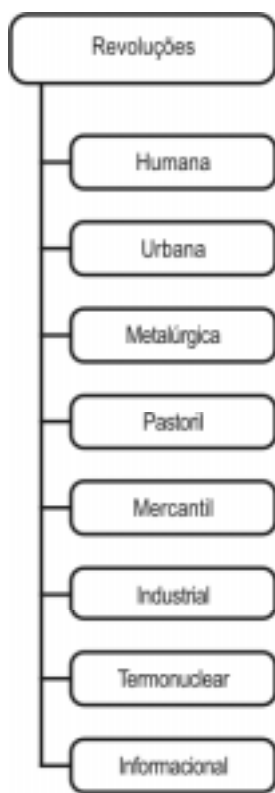 Revoluções
Humana
Urbana
Metalúrgica
Pastoril
Mercantil
Industrial
Termonuclear
Informacional